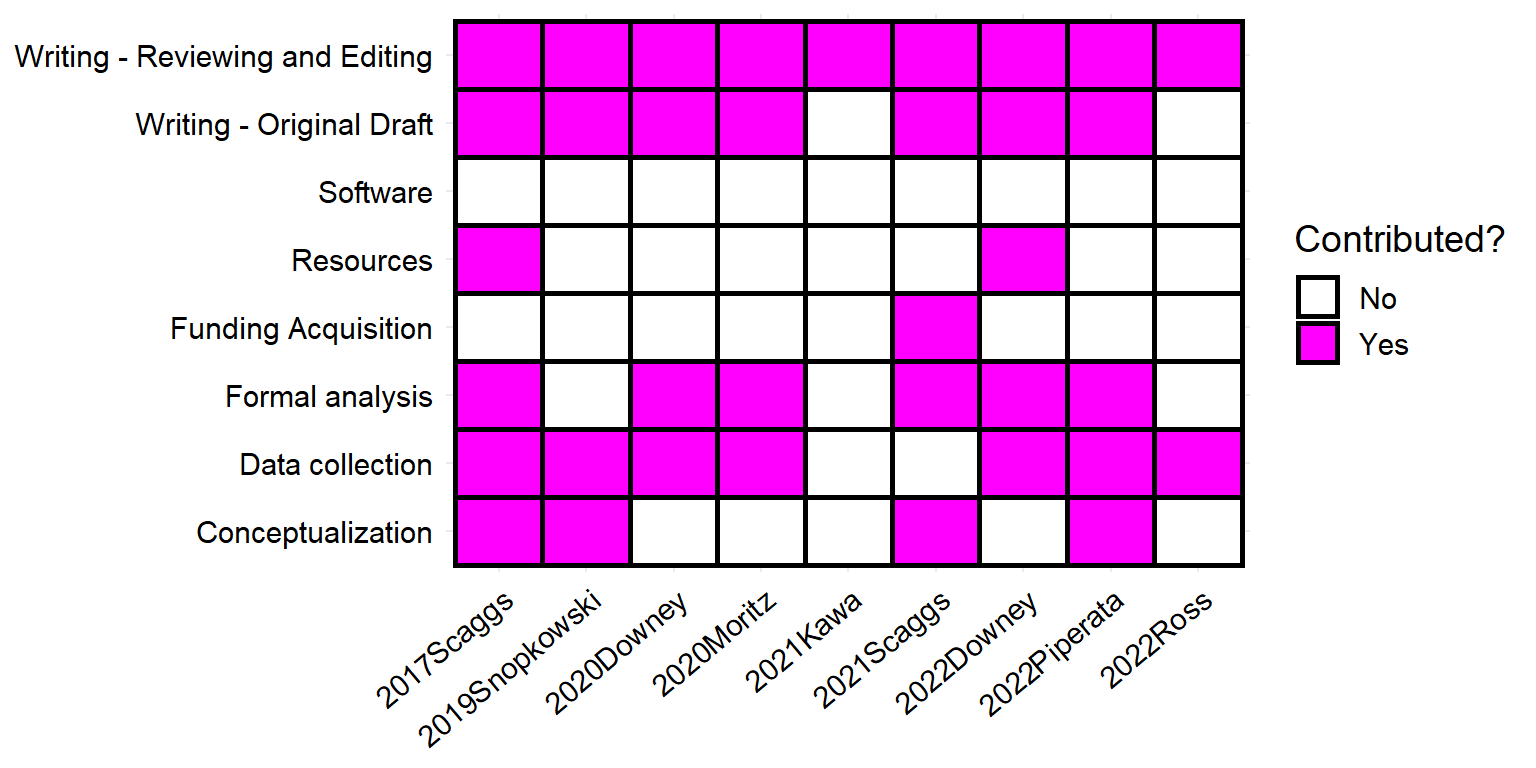 Writing - Reviewing and Editing
Writing - Original Draft
Software
Resources
Funding Acquisition
Formal analysis
Data collection
Conceptualization
2017Scaggs
2019Snopkowski
2020Downey
2020Moritz
2021Kawa
2021Scaggs
2022Downey
2022Piperata
2022Ross
Contributed?
No
Yes